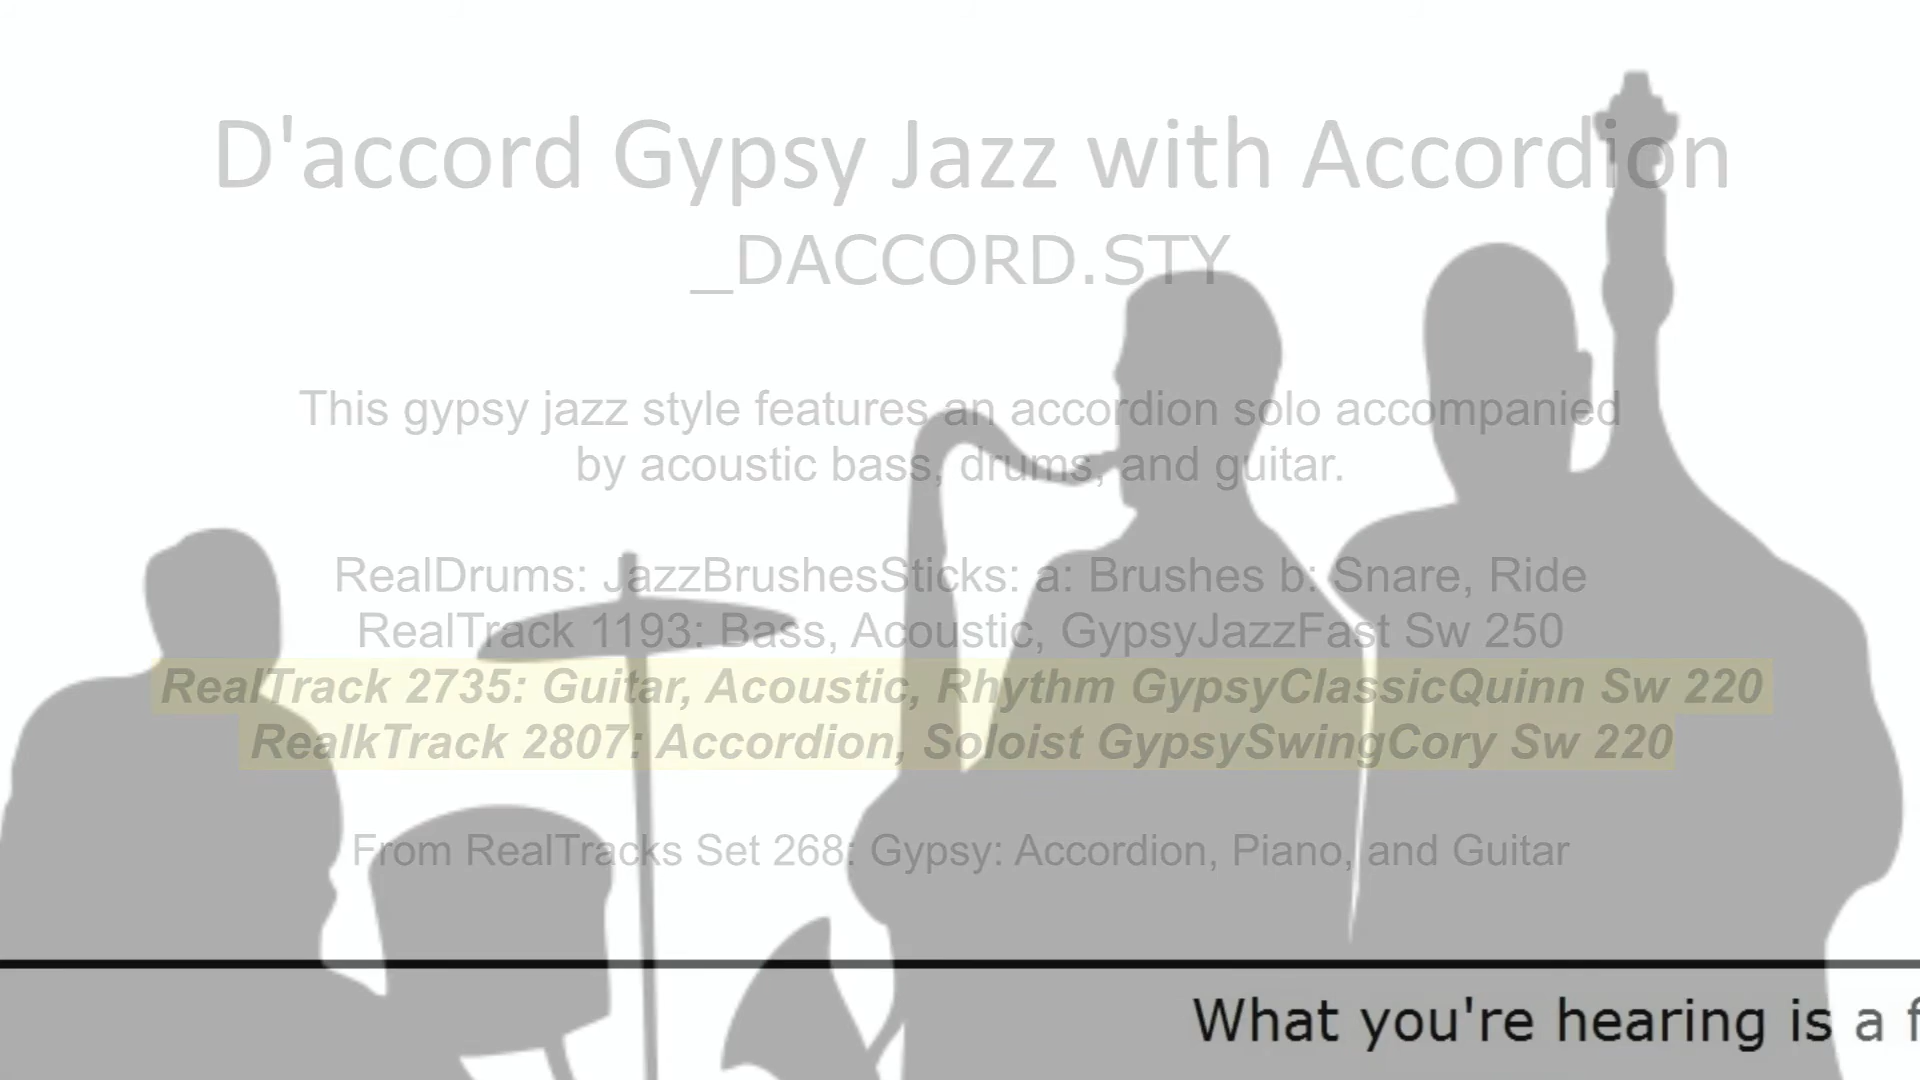 D'accord Gypsy Jazz with Accordion
_DACCORD.STY
This gypsy jazz style features an accordion solo accompanied
by acoustic bass, drums, and guitar.
RealDrums: JazzBrushesSticks: a: Brushes b: Snare, Ride
RealTrack 1193: Bass, Acoustic, GypsyJazzFast Sw 250
RealTrack 2735: Guitar, Acoustic, Rhythm GypsyClassicQuinn Sw 220
RealkTrack 2807: Accordion, Soloist GypsySwingCory Sw 220
From RealTracks Set 268: Gypsy: Accordion, Piano, and Guitar
What you're hearing is a